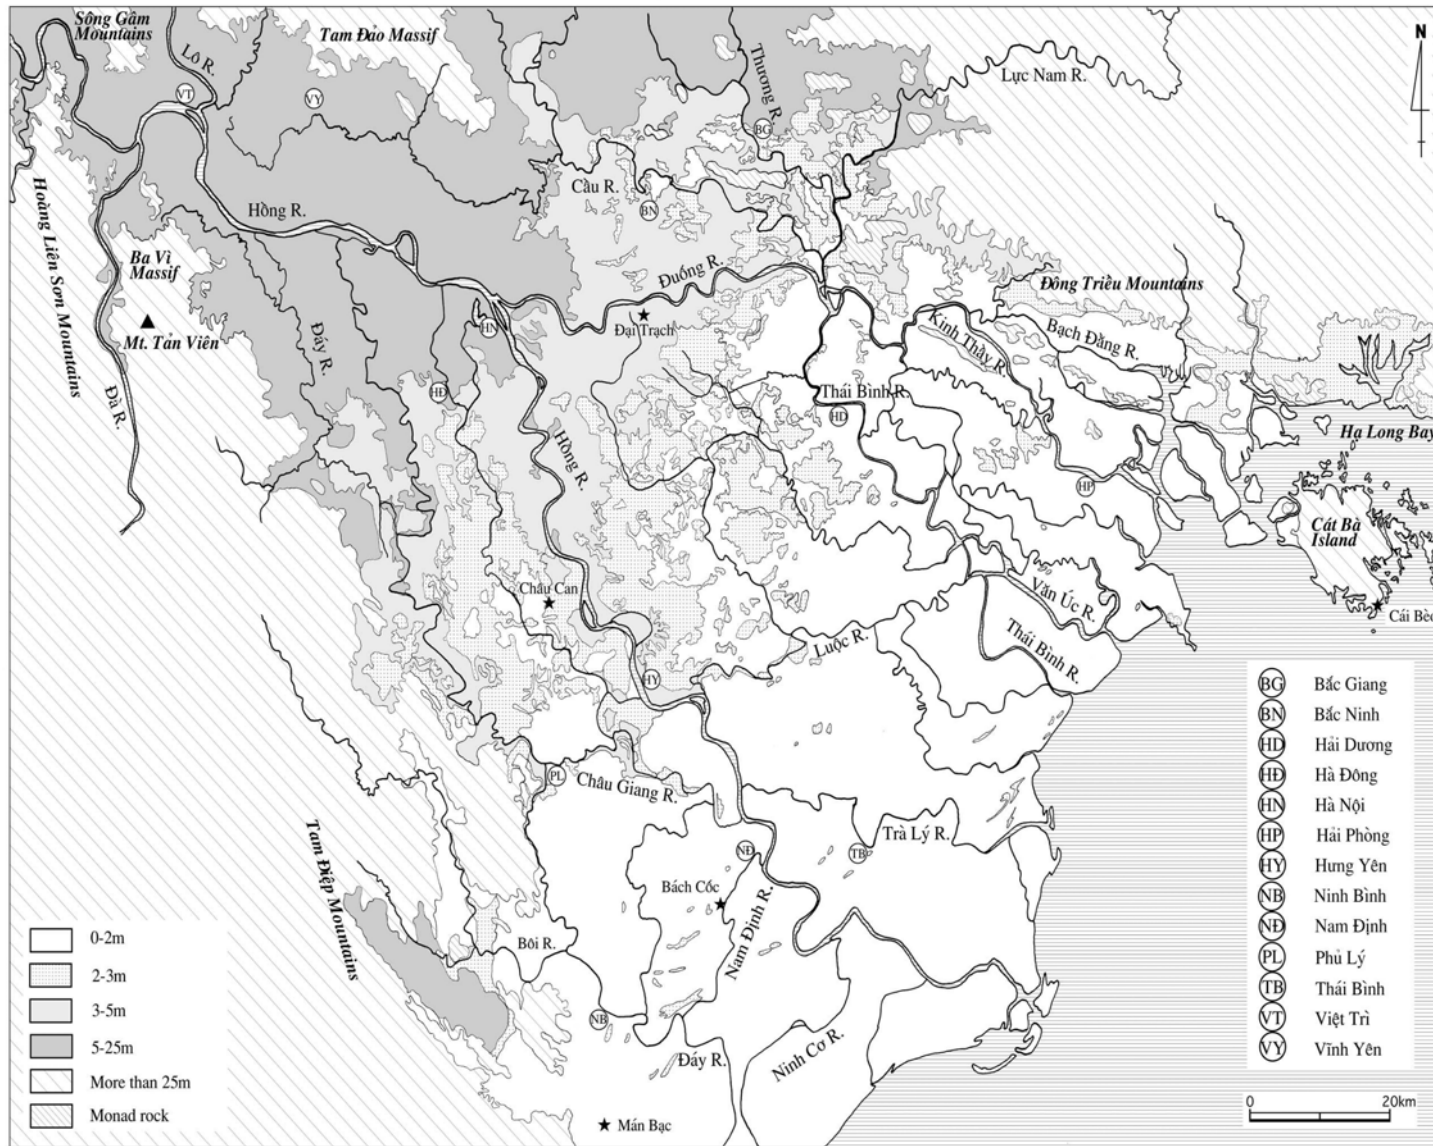 Sông Gâm
Mountains
Tam Đảo Massif
N
Lô R.
Thương R.
Lực Nam R.
VT
VY
BG
Cầu R.
BN
Hồng R.
Hoàng Liên Sơn Mountains
Ba Vì
Massif
Đuống R.
Đông Triều Mountains
Mt. Tản Viên
Đáy R.
HN
Đại Trạch
Kinh Thầy R.
Bạch Đằng R.
Đà R.
HĐ
Thái Bình R.
HD
Hồng R.
Hạ Long Bay
HP
Cát Bà
Island
Châu Can
Văn Úc R.
Cái Bèo
Luộc R.
Thái Bình R.
HY
PL
Châu Giang R.
Trà Lý R.
NĐ
TB
Tam Điệp Mountains
Bách Cốc
Nam Định R.
Bôi R.
NB
Đấy R.
Ninh Cơ R.
Mán Bạc
BG Bắc Giang
BN Bắc Ninh
HD Hải Dương
HĐ Hà Đông
HN Hà Nội
HP Hải Phòng
HY Hưng Yên
NB Ninh Bình
NĐ Nam Định
PL Phủ Lý
TB Thái Bình
VT Việt Trì
VY Vĩnh Yên
0-2m
2-3m
3-5m
5-25m
More than 25m
Monad rock
0 20km